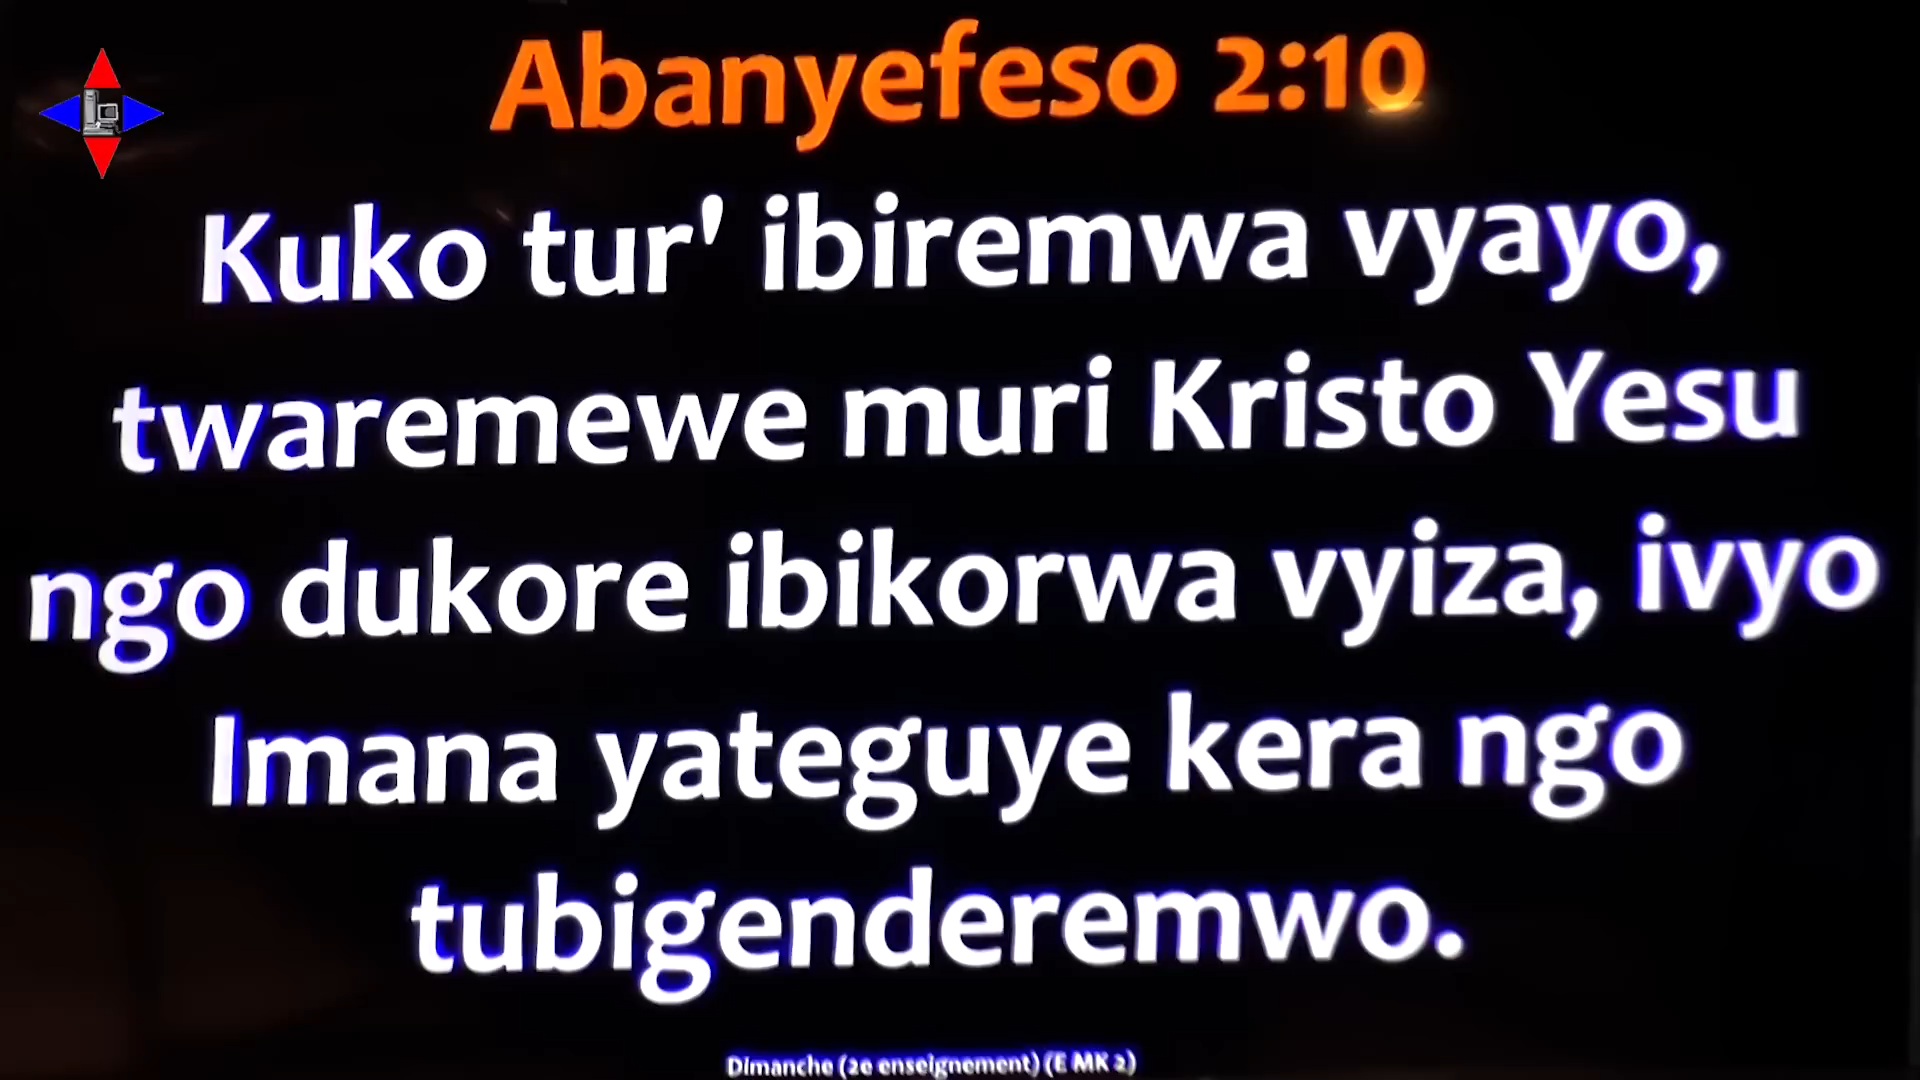 Abanyefeso 2:10
Kuko tur' ibiremwa vyayo,
twaremewe muri Kristo Yesu
ngo dukore ibikorwa vyiza, ivyo
Imana yateguye kera ngo
tubigenderemwo.
Dimanche (2e enseignement) (E MK 2)